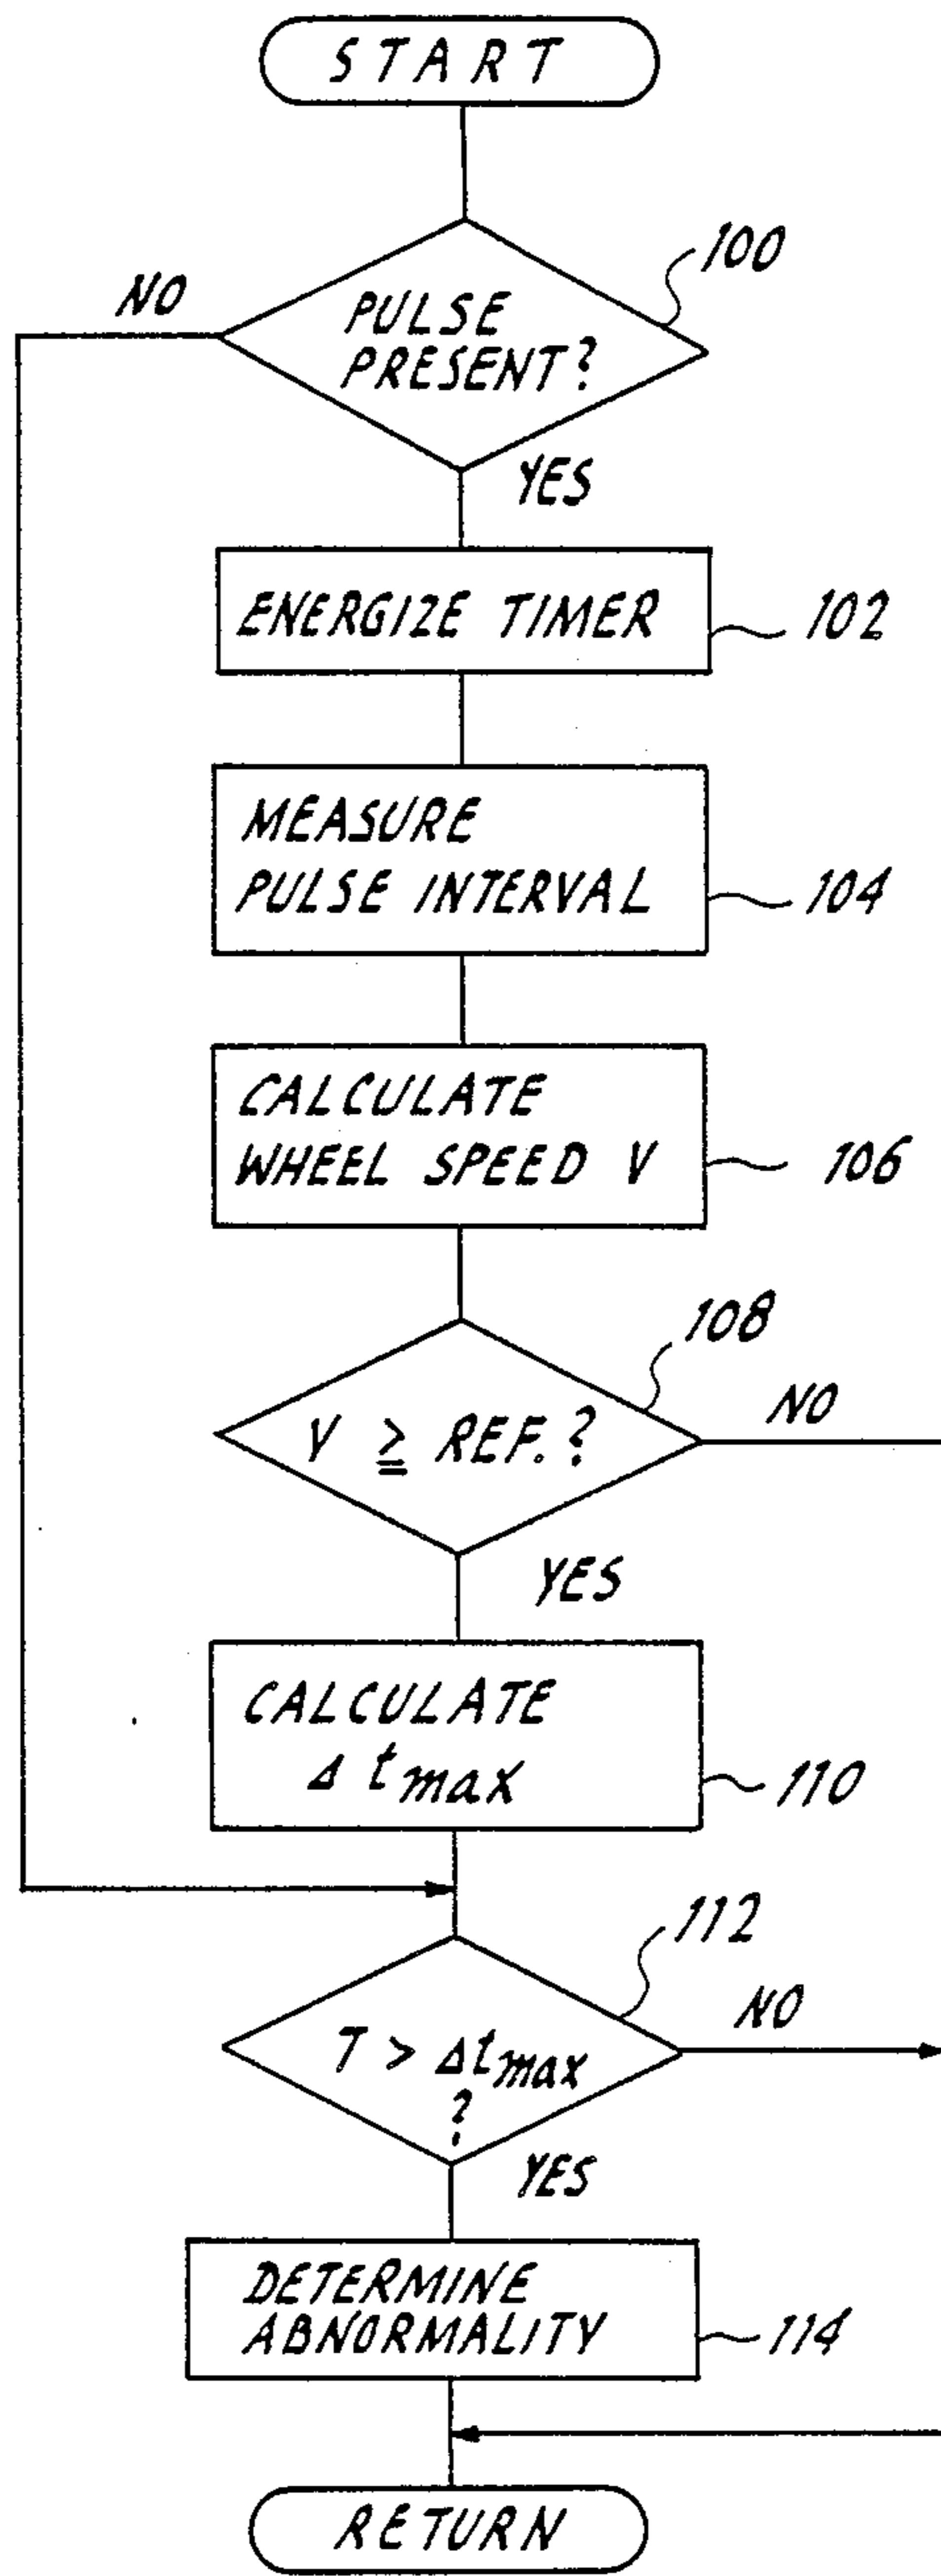 START
100
NO
PULSE
PRESENT?
YES
ENERGIZE TIMER
102
MEASURE
PULSE INTERVAL
104
CALCULATE
WHEEL SPEED V
106
108
V ≧ REF.?
NO
YES
CALCULATE
Δ tmax
110
112
T > Δtmax
?
NO
YES
DETERMINE
ABNORMALITY
114
RETURN